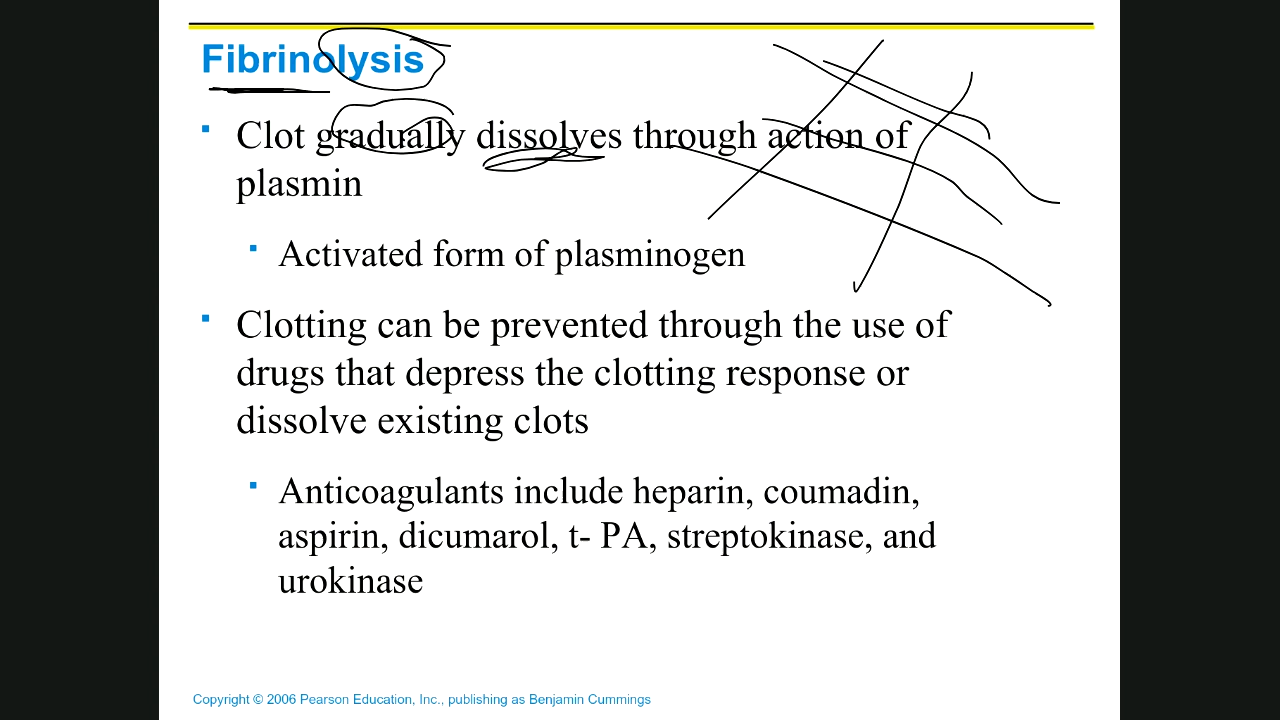 Fibrinolysis
Clot gradually dissolves through action of
plasmin
Activated form of plasminogen
Clotting can be prevented through the use of
drugs that depress the clotting response or
dissolve existing clots
Anticoagulants include heparin, coumadin,
aspirin, dicumarol, t- PA, streptokinase, and
urokinase
Copyright © 2006 Pearson Education, Inc., publishing as Benjamin Cummings